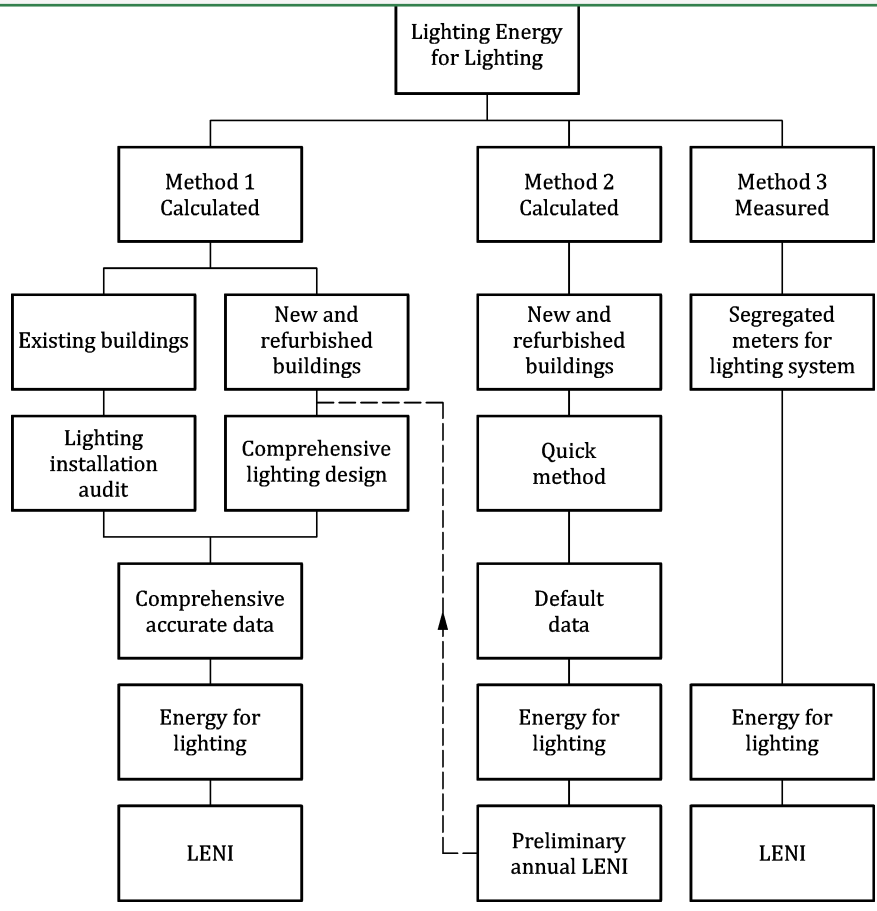 Lighting Energy
for Lighting
Method 1
Calculated
Method 2
Calculated
Method 3
Measured
Existing buildings
New and
refurbished
buildings
New and
refurbished
buildings
Segregated
meters for
lighting system
Lighting
installation
audit
Comprehensive
lighting design
Quick
method
Comprehensive
accurate data
Default
data
Energy for
lighting
Energy for
lighting
Energy for
lighting
LENI
Preliminary
annual LENI
LENI